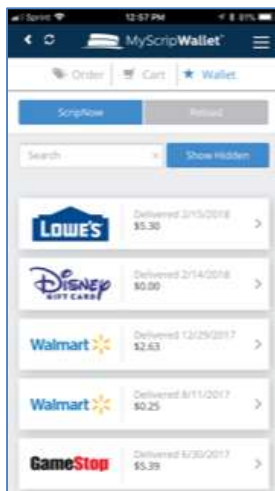 Sprint 12:57 PM 81%
MyScripWallet
Order Cart Wallet
ScripNow Reload
Search × Show Hidden
LOWE'S Delivered 2/15/2018
$5.30
Disney GIFT CARD Delivered 2/14/2018
$0.00
Walmart Delivered 12/29/2017
$2.63
Walmart Delivered 8/11/2017
$0.25
GameStop Delivered 6/30/2017
$5.39